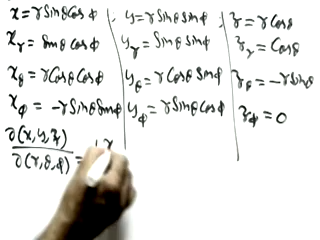 x = r Sinθ Cosφ ; y = r Sinθ Sinφ ; z = r Cosθ
x_r = Sinθ Cosφ y_r = Sinθ Sinφ z_r = Cosθ
x_θ = r Cosθ Cosφ y_θ = r Cosθ Sinφ z_θ = -r Sinθ
x_φ = -r Sinθ Sinφ y_φ = r Sinθ Cosφ z_φ = 0
∂(x, y, z) / ∂(r, θ, φ) =